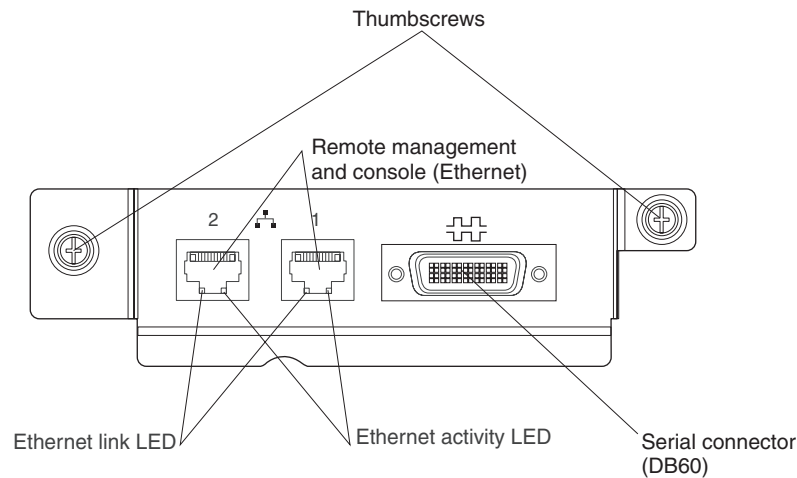 Thumbscrews
Remote management
and console (Ethernet)
2 1
Ethernet link LED
Ethernet activity LED
Serial connector
(DB60)